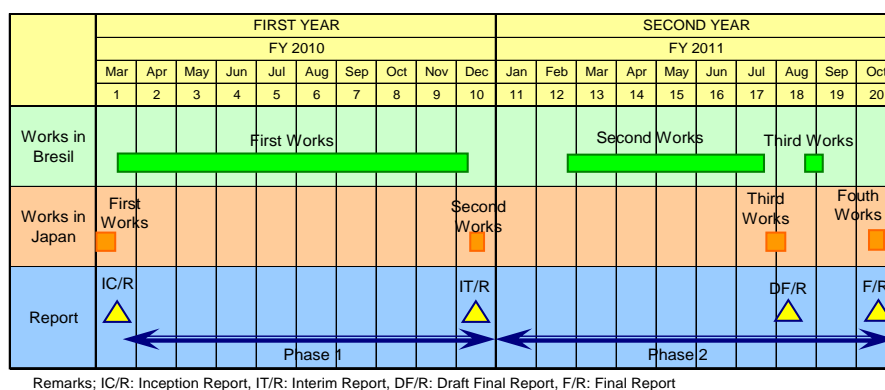 FIRST YEAR SECOND YEAR
FY 2010 FY 2011
Mar Apr May Jun Jul Aug Sep Oct Nov Dec Jan Feb Mar Apr May Jun Jul Aug Sep Oct
1 2 3 4 5 6 7 8 9 10 11 12 13 14 15 16 17 18 19 20
Works in
Bresil
First Works Second Works Third Works
Works in
Japan
First
Works
Second
Works
Third
Works
Fouth
Works
Report
IC/R IT/R DF/R F/R
Phase 1 Phase 2
Remarks; IC/R: Inception Report, IT/R: Interim Report, DF/R: Draft Final Report, F/R: Final Report